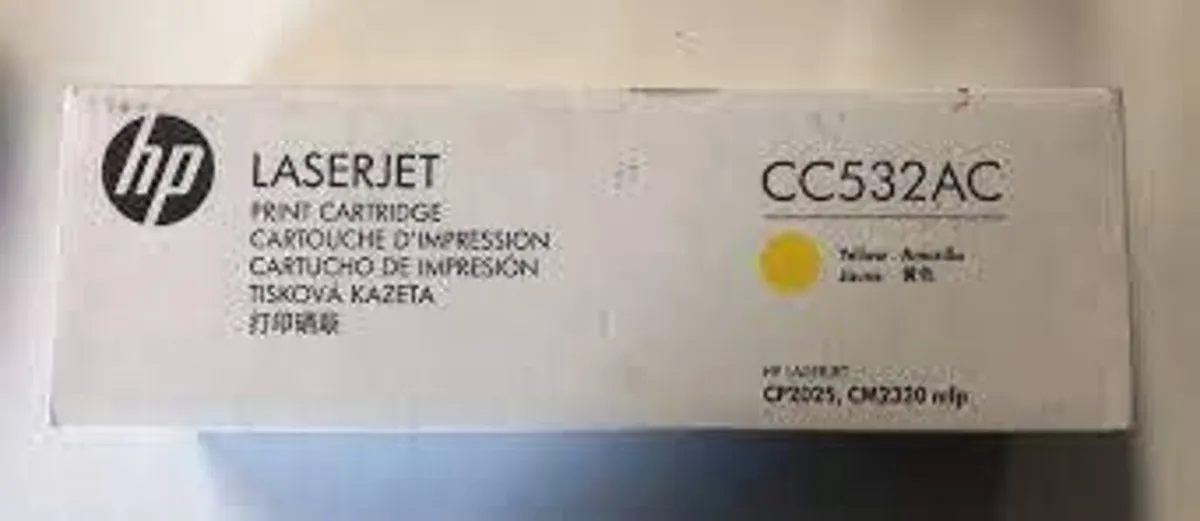 hp
LASERJET
PRINT CARTRIDGE
CARTOUCHE D'IMPRESSION
CARTUCHO DE IMPRESIÓN
TISKOVÁ KAZETA
打印硒鼓
CC532AC
Yellow · Amarillo
Jaune 黄色
HP LASERJET
CP2025, CM2320 mfp